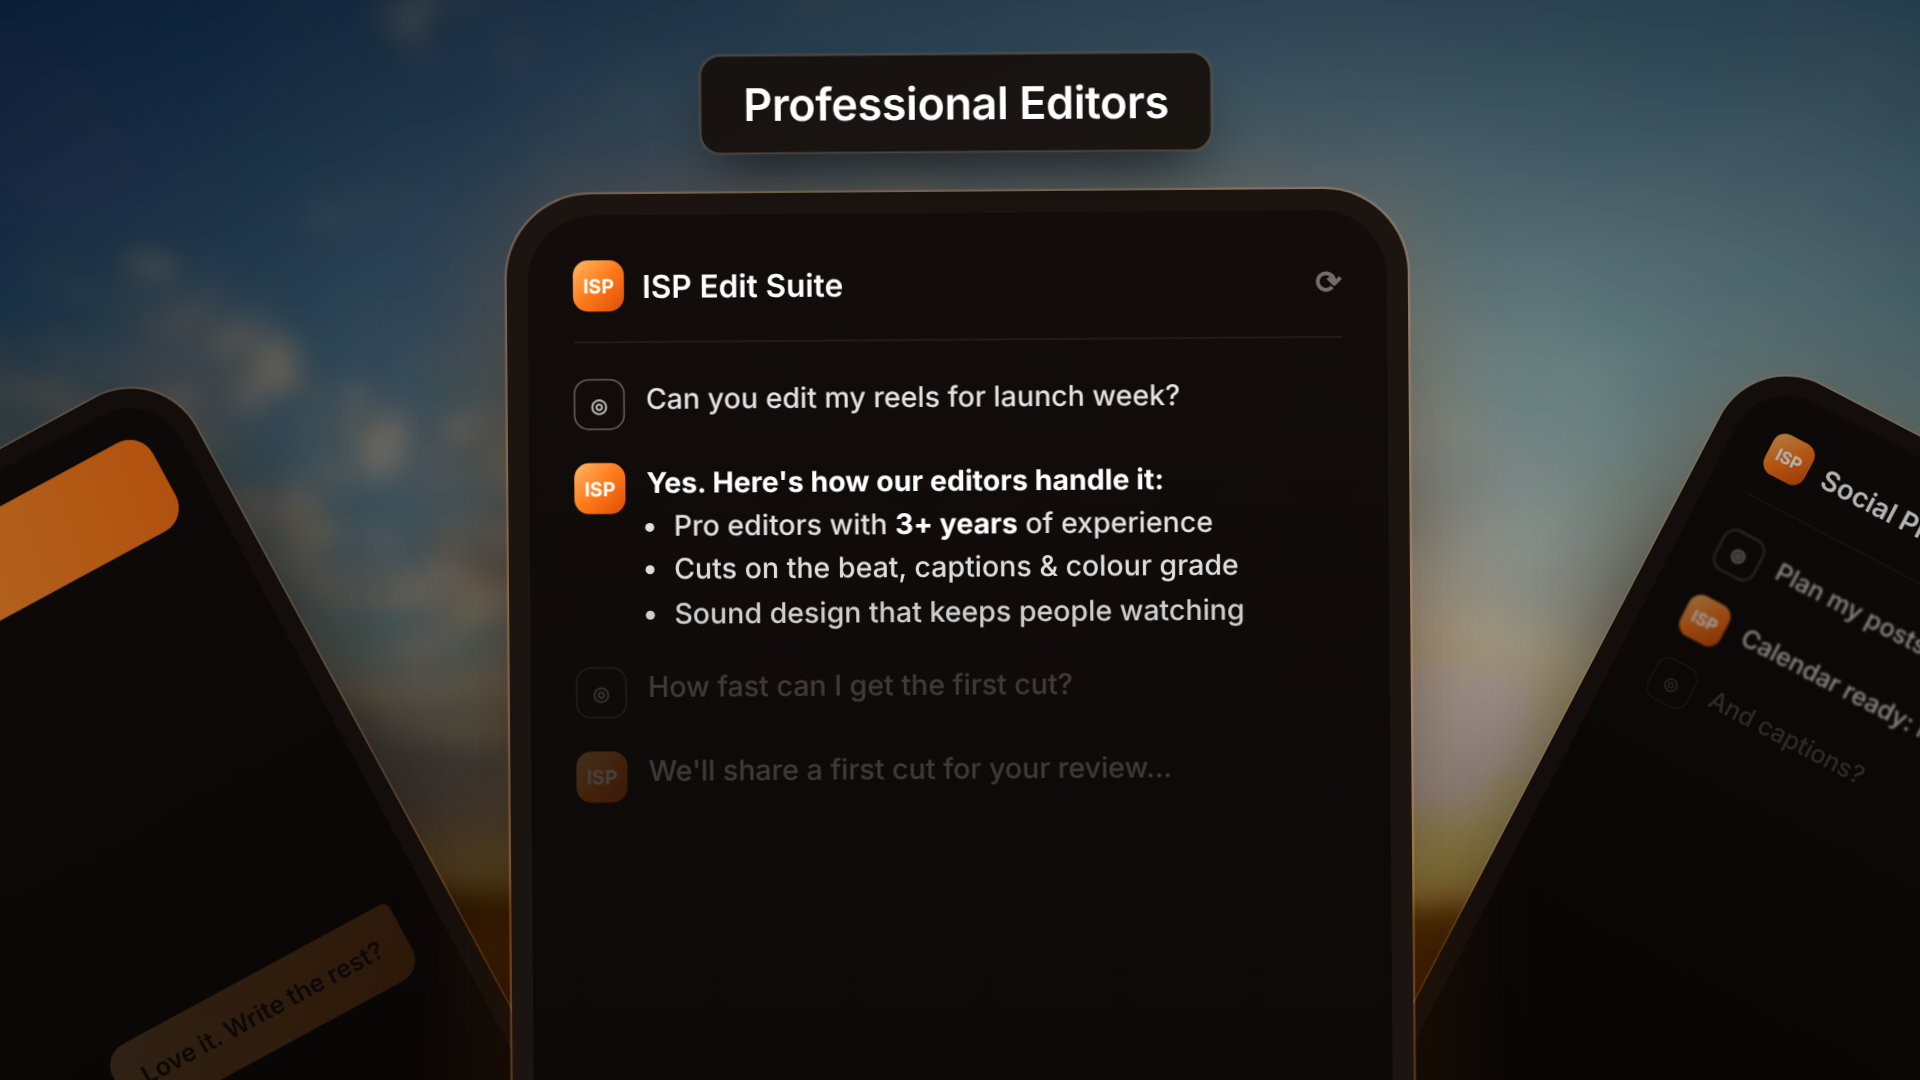 Professional Editors
ISP ISP Edit Suite
Can you edit my reels for launch week?
ISP Yes. Here's how our editors handle it:
• Pro editors with 3+ years of experience
• Cuts on the beat, captions & colour grade
• Sound design that keeps people watching
How fast can I get the first cut?
ISP We'll share a first cut for your review...
Love it. Write the rest?
ISP Social
Plan my posts
ISP Calendar ready:
And captions?